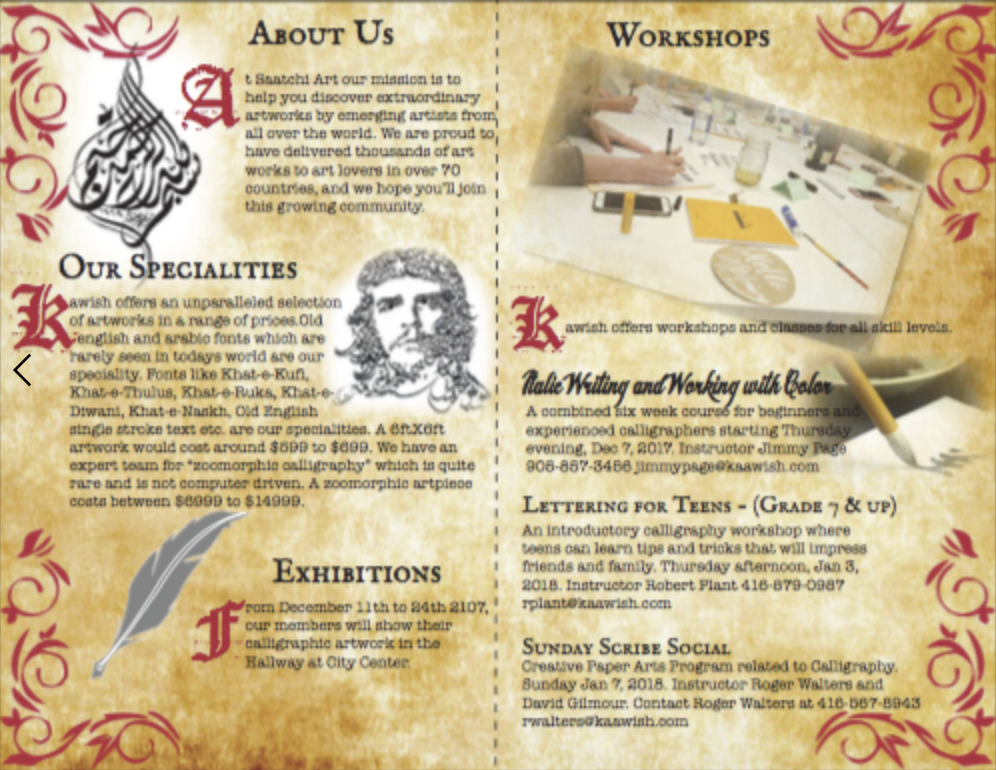 About Us
At Saatchi Art our mission is to
help you discover extraordinary
artworks by emerging artists from
all over the world. We are proud to
have delivered thousands of art
works to art lovers in over 70
countries, and we hope you'll join
this growing community.
Our Specialities
Kawish offers an unparalleled selection
of artworks in a range of prices.Old
english and arabic fonts which are
rarely seen in todays world are our
speciality. Fonts like Khat-e-Kufi,
Khat-e-Thulus, Khat-e-Ruka, Khat-e-
Diwani, Khat-e-Naskh, Old English
single stroke text etc. are our specialities. A 6ftX6ft
artwork would cost around $599 to $699. We have an
expert team for "zoomorphic calligraphy" which is quite
rare and is not computer driven. A zoomorphic artpiece
costs between $6999 to $14999.
Exhibitions
From December 11th to 24th 2107,
our members will show their
calligraphic artwork in the
Hallway at City Center.
Workshops
Kawish offers workshops and classes for all skill levels.
Italic Writing and Working with Color
A combined six week course for beginners and
experienced calligraphers starting Thursday
evening, Dec 7, 2017. Instructor Jimmy Page
905-857-3456 jimmypage@kaawish.com
Lettering for Teens - (Grade 7 & up)
An introductory calligraphy workshop where
teens can learn tips and tricks that will impress
friends and family. Thursday afternoon, Jan 3,
2018. Instructor Robert Plant 416-879-0987
rplant@kaawish.com
Sunday Scribe Social
Creative Paper Arts Program related to Calligraphy.
Sunday Jan 7, 2018. Instructor Roger Walters and
David Gilmour. Contact Roger Walters at 416-567-8943
rwalters@kaawish.com